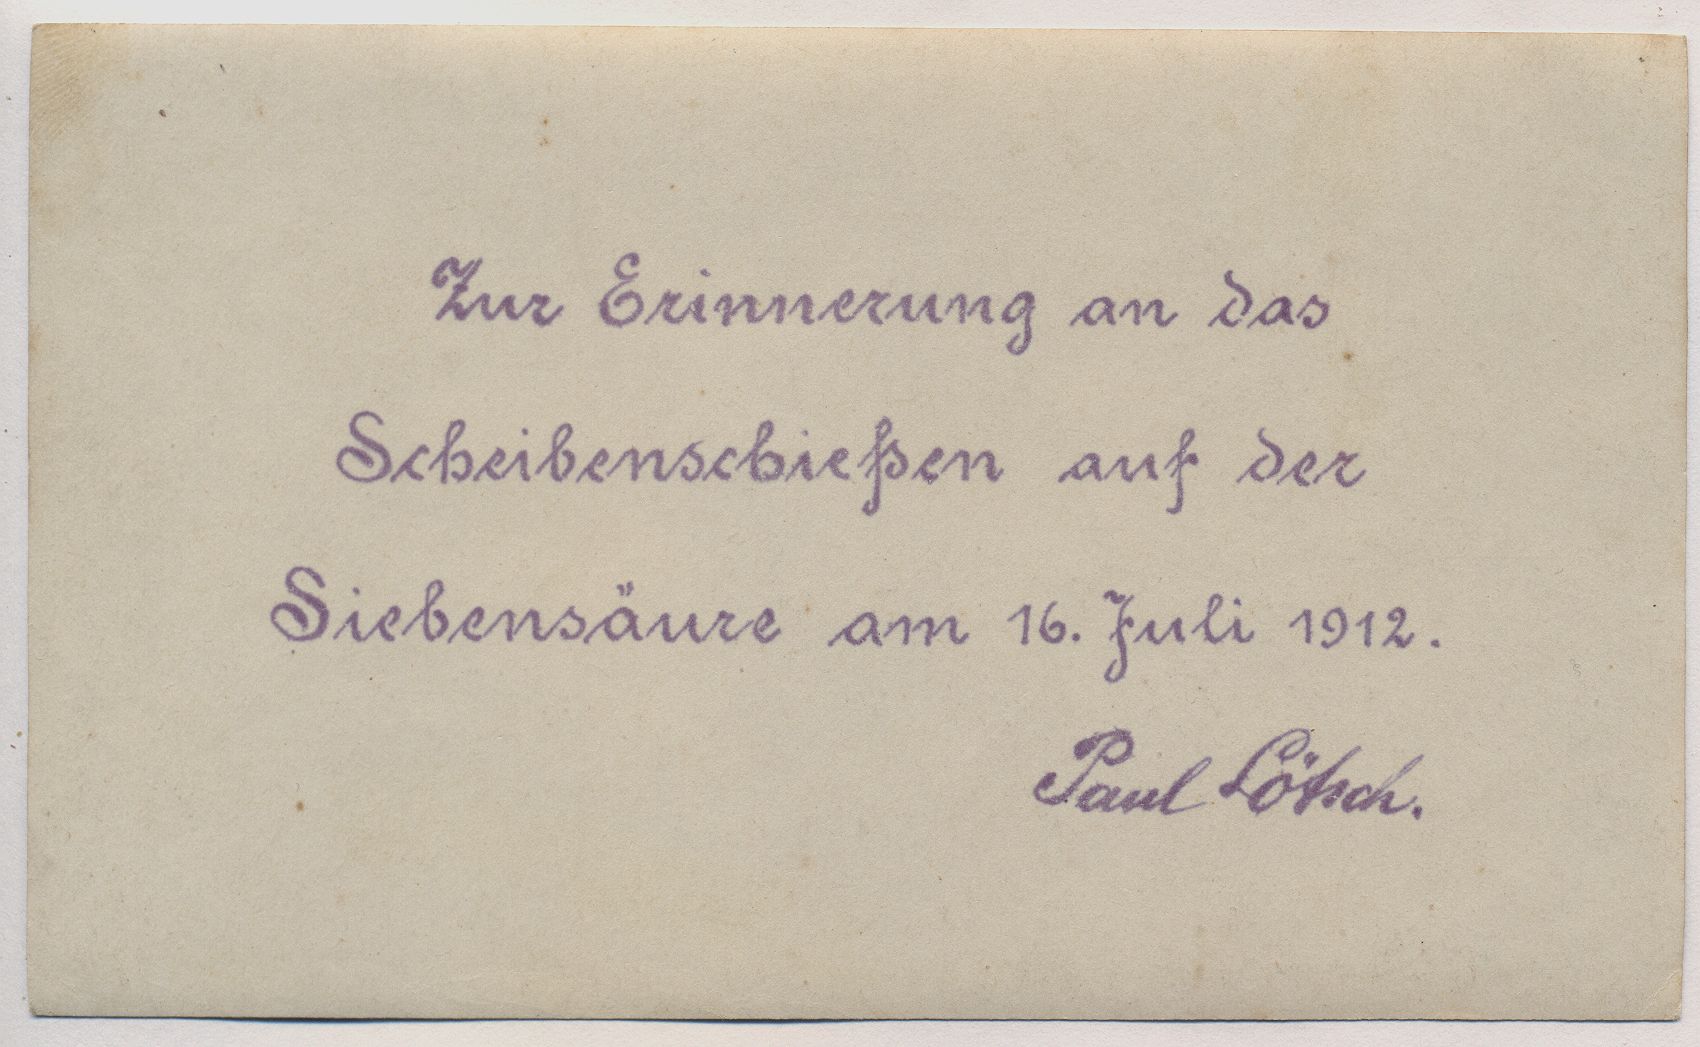 Zur Erinnerung an das
Scheibenschießen auf der
Siebensäure am 16. Juli 1912.
Paul Lötsch.